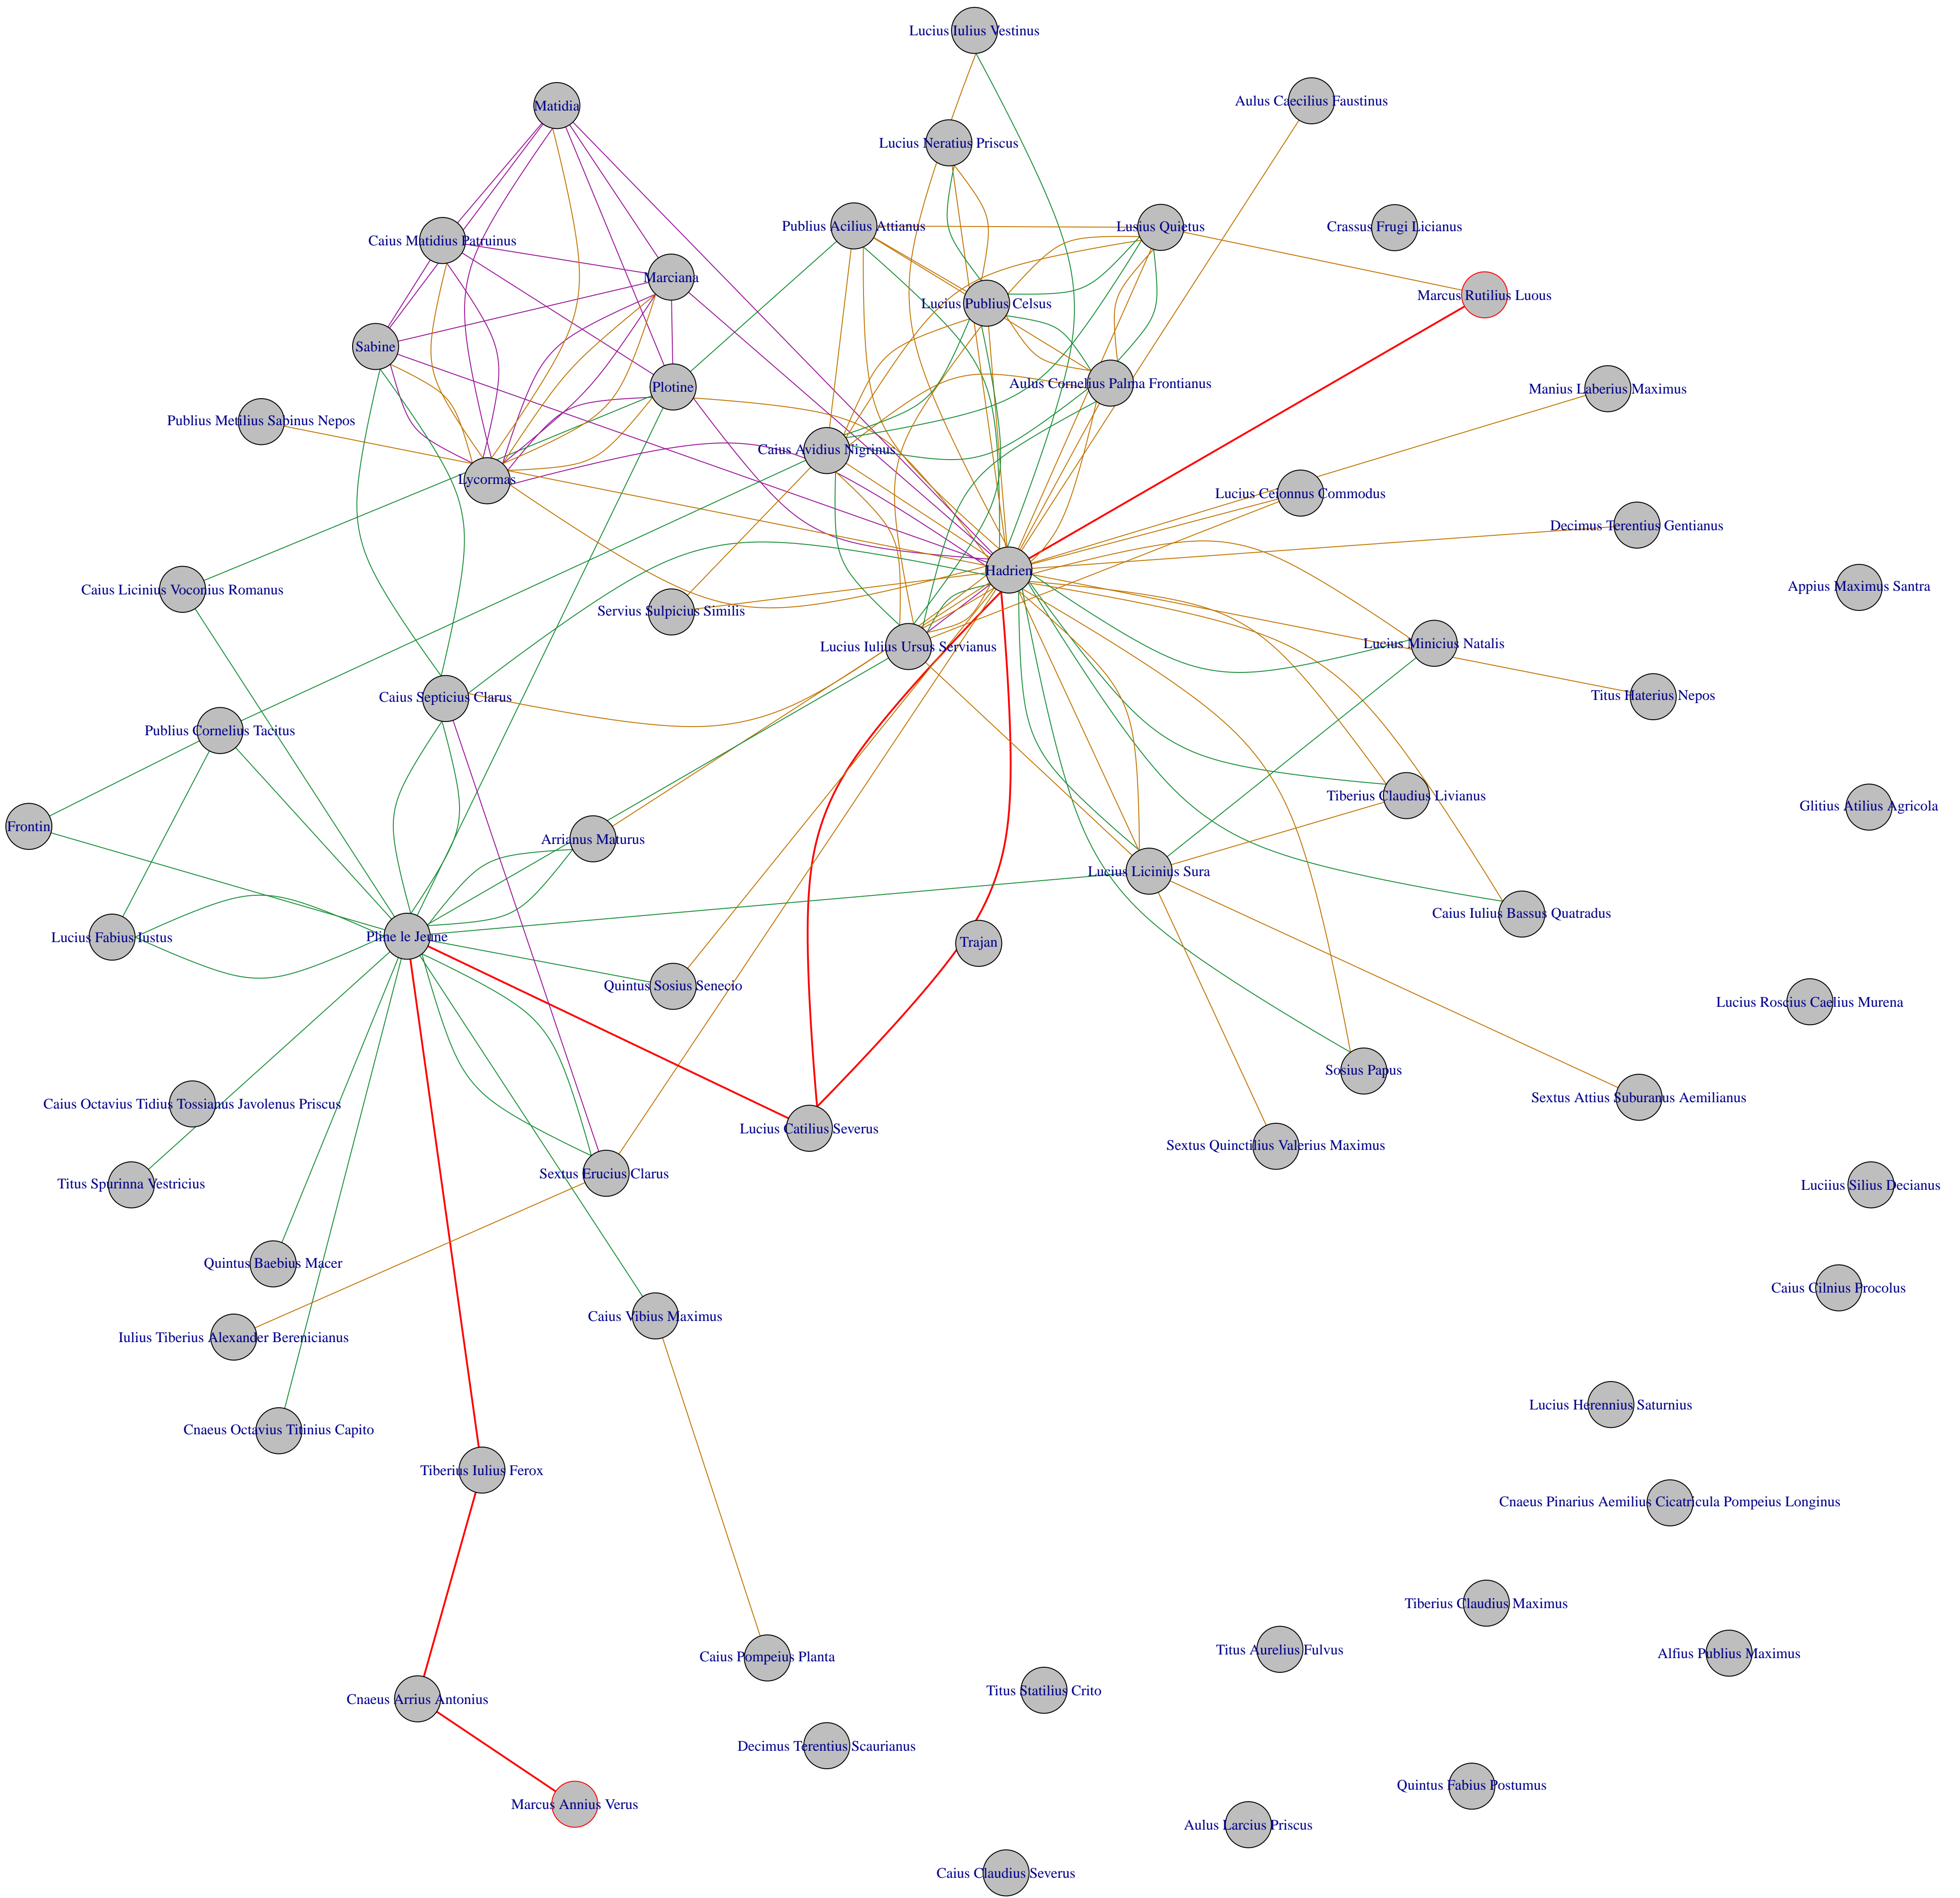 Lucius Iulius Vestinus
Aulus Caecilius Faustinus
Matidia
Lucius Neratius Priscus
Publius Acilius Attianus
Lusius Quietus
Crassus Frugi Licianus
Caius Matidius Patruinus
Marciana
Marcus Rutilius Luous
Lucius Publius Celsus
Sabine
Plotine
Aulus Cornelius Palma Frontianus
Manius Laberius Maximus
Publius Metilius Sabinus Nepos
Caius Avidius Nigrinus
Lycormas
Lucius Ceionnus Commodus
Decimus Terentius Gentianus
Hadrien
Caius Licinius Voconius Romanus
Appius Maximus Santra
Servius Sulpicius Similis
Lucius Iulius Ursus Servianus
Lucius Minicius Natalis
Caius Septicius Clarus
Titus Haterius Nepos
Publius Cornelius Tacitus
Tiberius Claudius Livianus
Glitius Atilius Agricola
Frontin
Arrianus Maturus
Lucius Licinius Sura
Caius Iulius Bassus Quatradus
Lucius Fabius Iustus
Pline le Jeune
Trajan
Quintus Sosius Senecio
Lucius Roscius Caelius Murena
Sosius Papus
Caius Octavius Tidius Tossianus Javolenus Priscus
Sextus Attius Suburanus Aemilianus
Lucius Catilius Severus
Sextus Quinctilius Valerius Maximus
Sextus Erucius Clarus
Titus Spurinna Vestricius
Luciius Silius Decianus
Quintus Baebius Macer
Caius Cilnius Procolus
Caius Vibius Maximus
Iulius Tiberius Alexander Berenicianus
Lucius Herennius Saturnius
Cnaeus Octavius Titinius Capito
Tiberius Iulius Ferox
Cnaeus Pinarius Aemilius Cicatricula Pompeius Longinus
Tiberius Claudius Maximus
Titus Aurelius Fulvus
Alfius Publius Maximus
Caius Pompeius Planta
Titus Statilius Crito
Cnaeus Arrius Antonius
Decimus Terentius Scaurianus
Quintus Fabius Postumus
Marcus Annius Verus
Aulus Larcius Priscus
Caius Claudius Severus